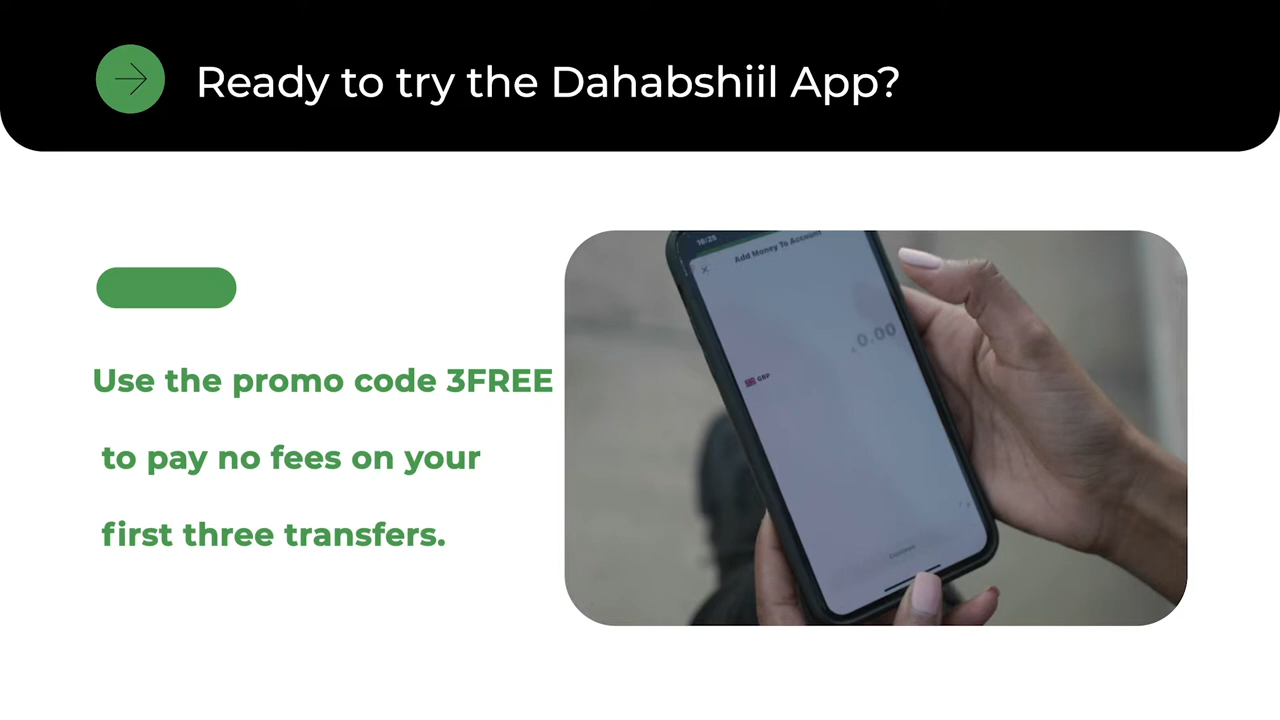 Ready to try the Dahabshiil App?
Use the promo code 3FREE
to pay no fees on your
first three transfers.
Add Money To Account
0.00
GBP